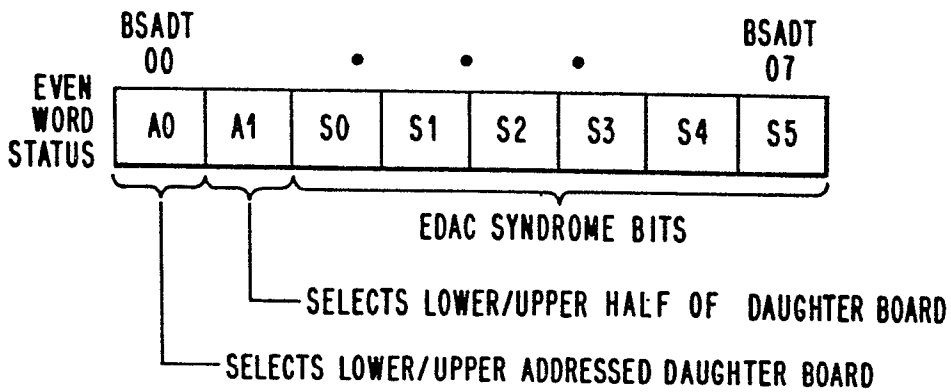 BSADT 00 • • • BSADT 07
EVEN WORD STATUS
A0 A1 S0 S1 S2 S3 S4 S5
EDAC SYNDROME BITS
SELECTS LOWER/UPPER HALF OF DAUGHTER BOARD
SELECTS LOWER/UPPER ADDRESSED DAUGHTER BOARD